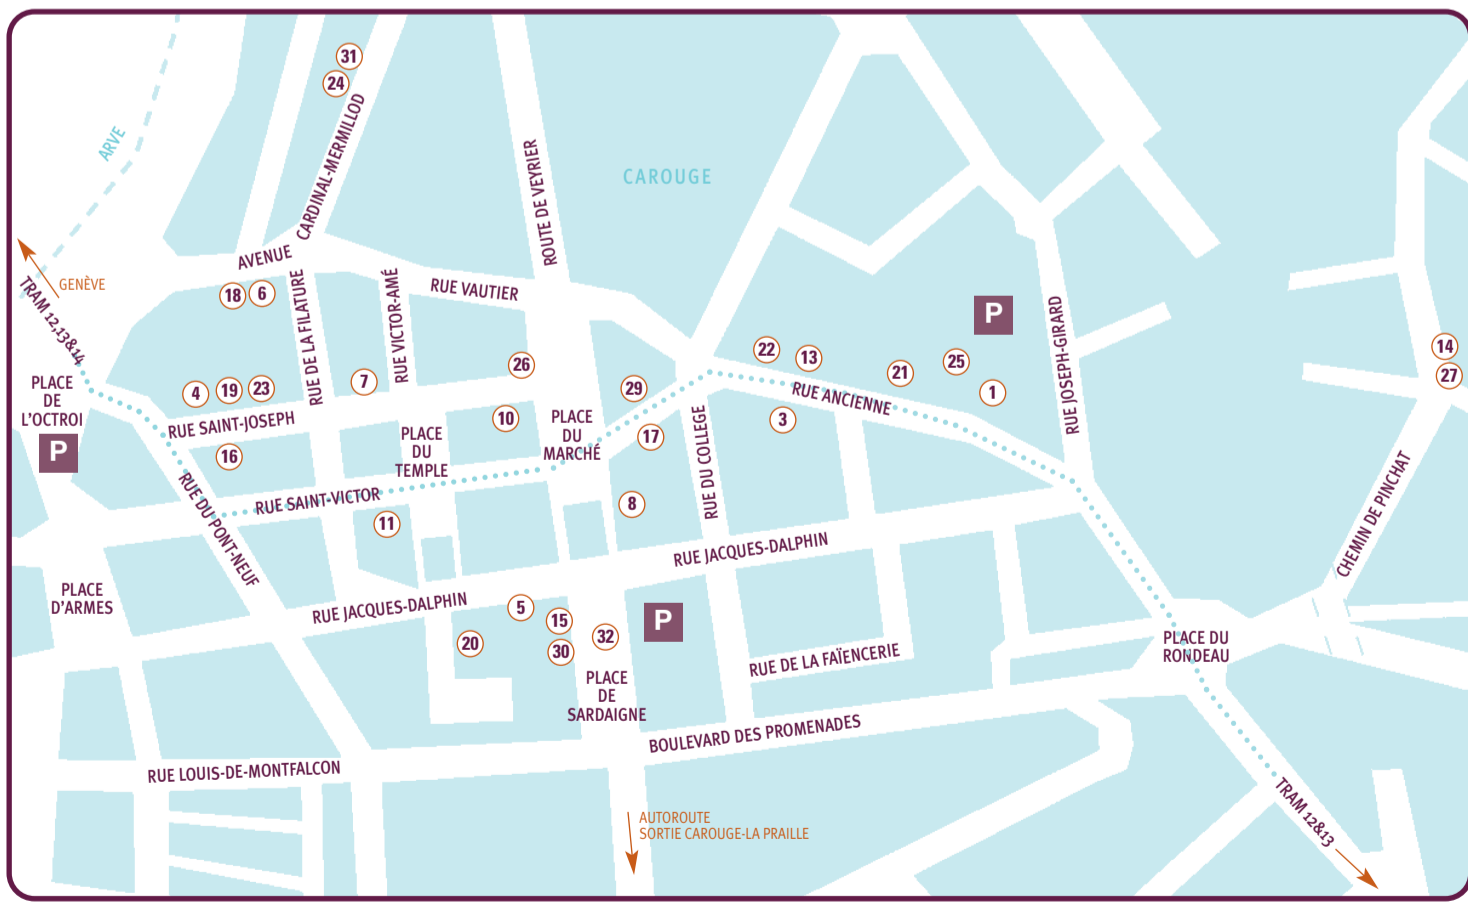 31
24
ARVE
CARDINAL-MERMILLOD
ROUTE DE VEYRIER
CAROUGE
AVENUE
GENÈVE
TRAM 12,13&14
18
6
RUE DE LA FILATURE
RUE VICTOR-AMÉ
RUE VAUTIER
P
RUE JOSEPH-GIRARD
22
13
21
25
1
14
27
26
29
7
4
19
23
PLACE
DE
L'OCTROI
P
RUE SAINT-JOSEPH
16
10
PLACE
DU
TEMPLE
PLACE
DU
MARCHÉ
17
RUE DU COLLEGE
RUE ANCIENNE
3
8
RUE SAINT-VICTOR
11
RUE DU PONT-NEUF
CHEMIN DE PINCHAT
RUE JACQUES-DALPHIN
PLACE
D'ARMES
RUE JACQUES-DALPHIN
5
15
20
30
32
P
PLACE
DE
SARDAIGNE
RUE DE LA FAÏENCERIE
PLACE DU
RONDEAU
BOULEVARD DES PROMENADES
RUE LOUIS-DE-MONTFALCON
AUTOROUTE
SORTIE CAROUGE-LA PRAILLE
TRAM 12&13